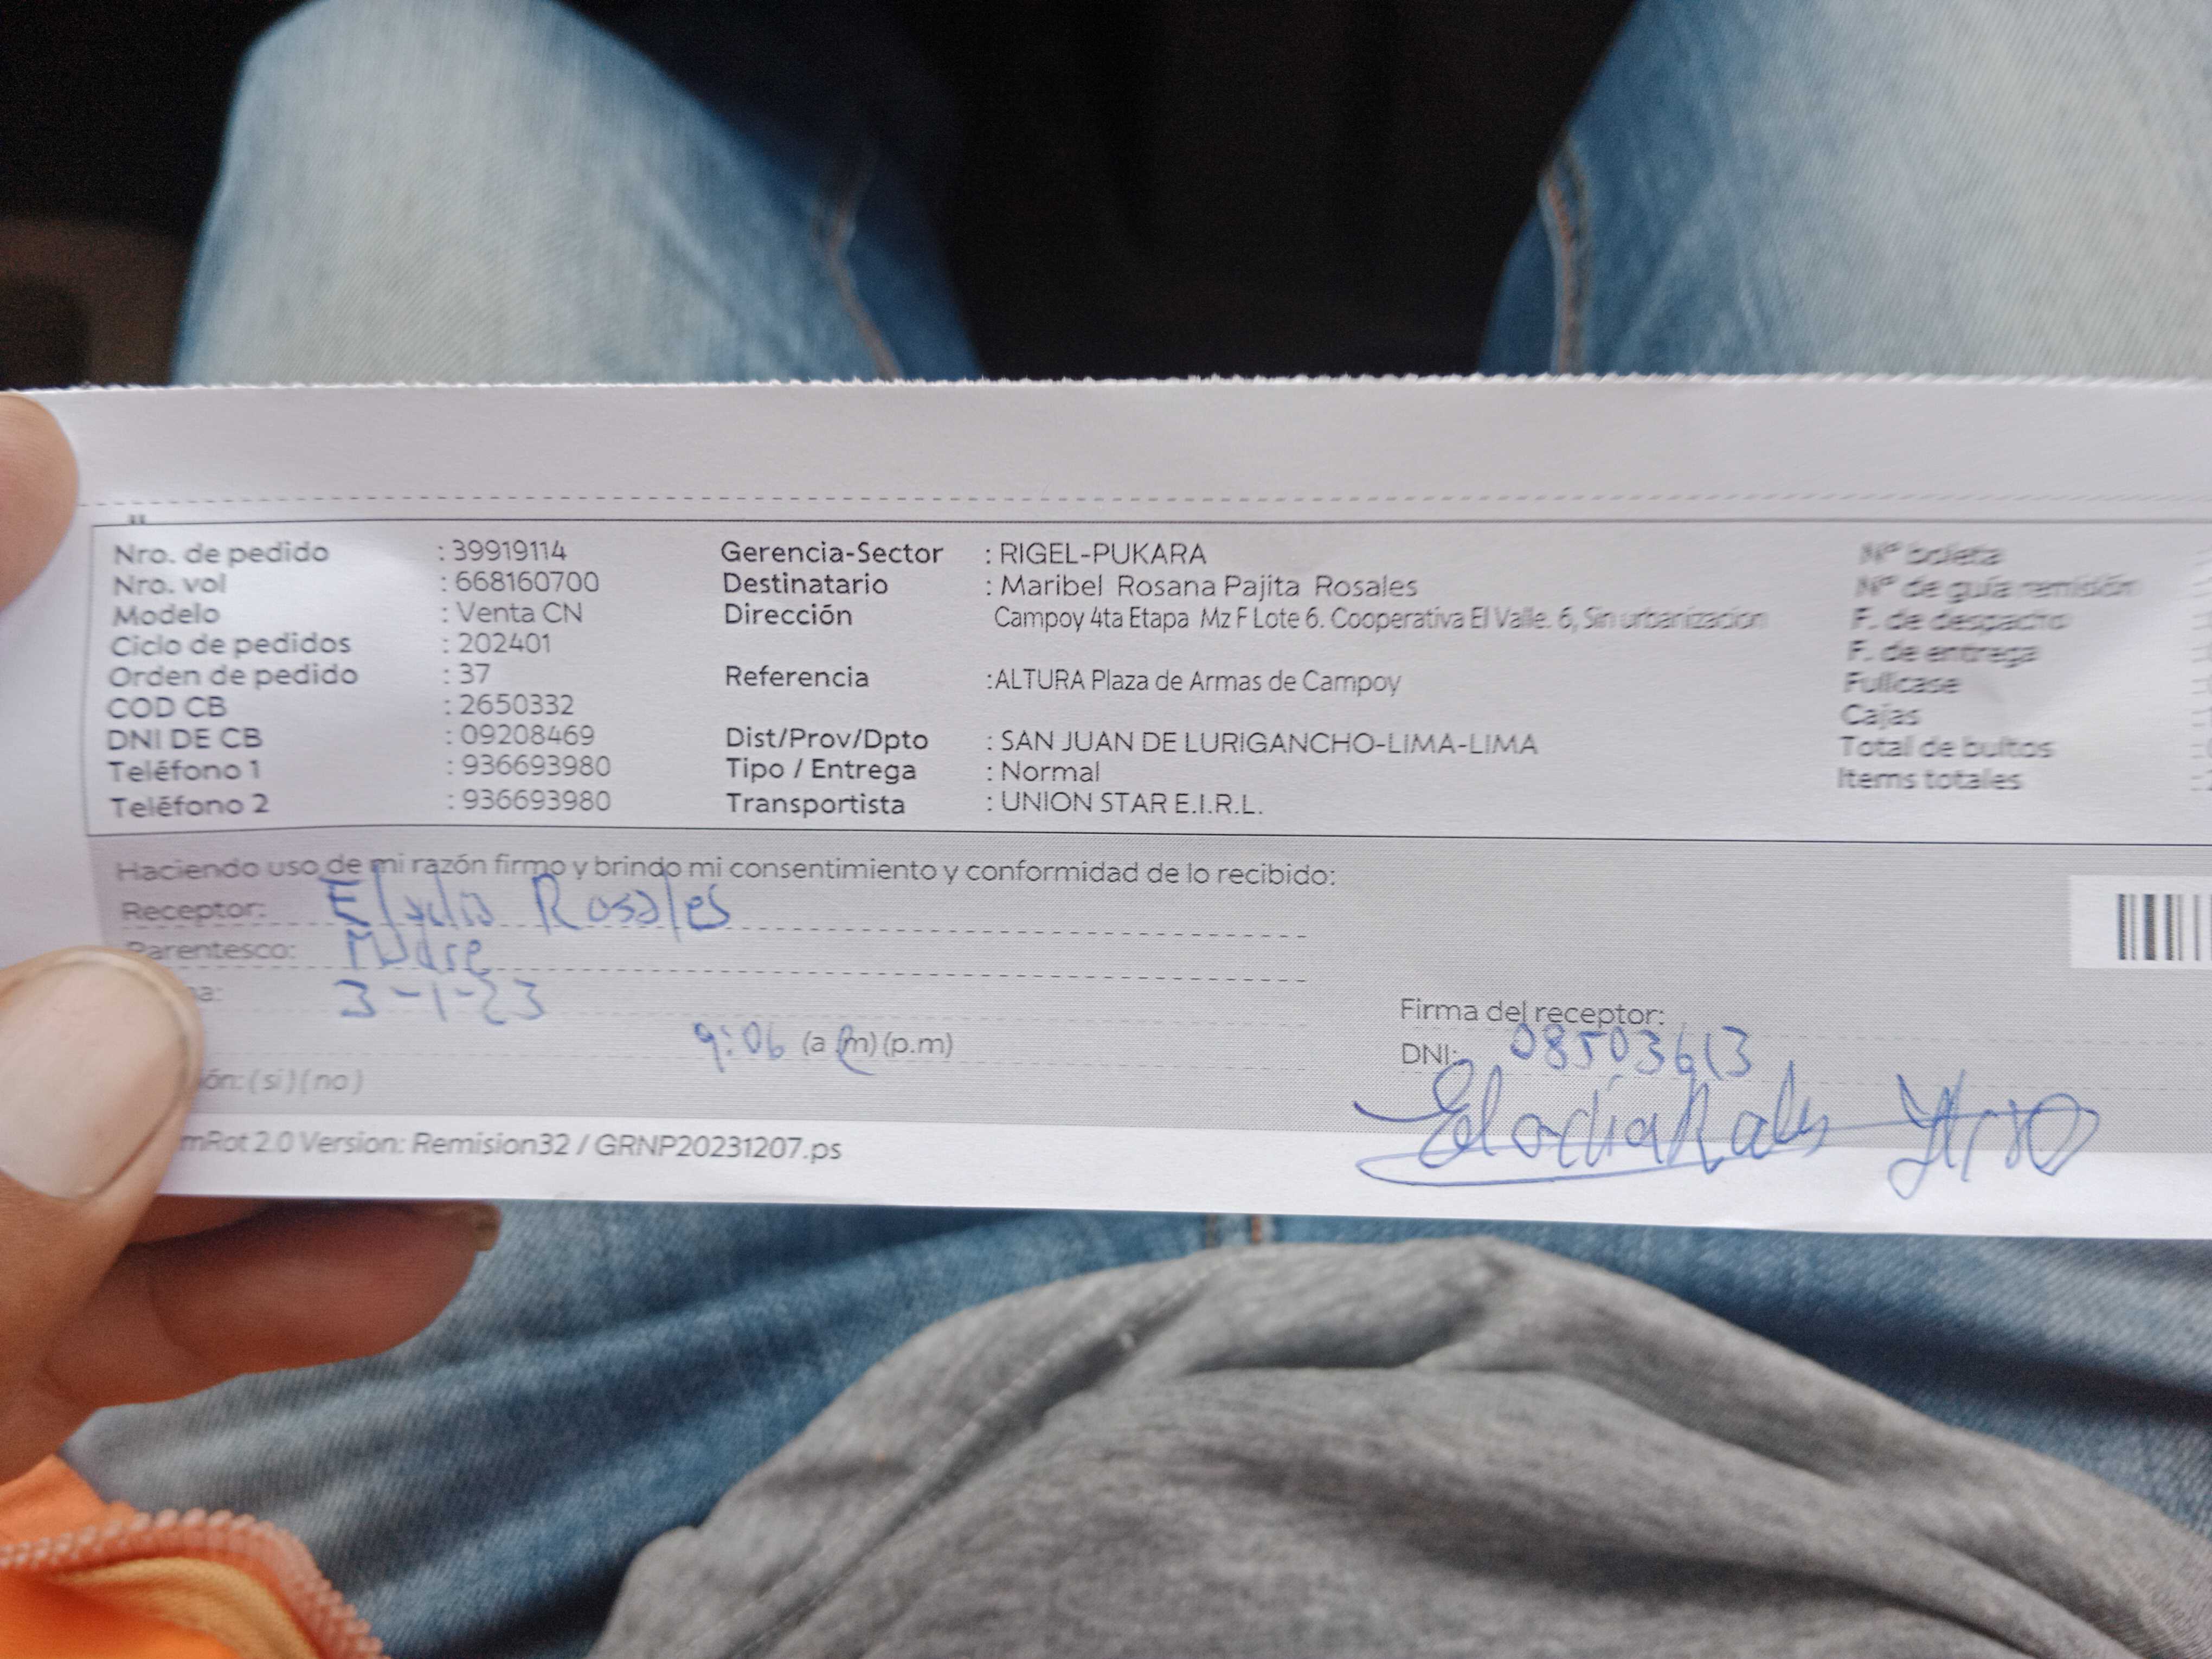 Nro. de pedido : 39919114 Gerencia-Sector : RIGEL-PUKARA Nº boleta
Nro. vol : 668160700 Destinatario : Maribel Rosana Pajita Rosales Nº de guía remisión
Modelo : Venta CN Dirección Campoy 4ta Etapa Mz F Lote 6. Cooperativa El Valle. 6, Sin urbanizacion F. de despacho
Ciclo de pedidos : 202401 F. de entrega
Orden de pedido : 37 Referencia :ALTURA Plaza de Armas de Campoy Fullcase
COD CB : 2650332 Cajas
DNI DE CB : 09208469 Dist/Prov/Dpto : SAN JUAN DE LURIGANCHO-LIMA-LIMA Total de bultos
Teléfono 1 : 936693980 Tipo / Entrega : Normal Items totales
Teléfono 2 : 936693980 Transportista : UNION STAR E.I.R.L.
Haciendo uso de mi razón firmo y brindo mi consentimiento y conformidad de lo recibido:
Receptor: Rosales
Parentesco: Madre
3-1-23 Firma del receptor:
9:06 (a m) (p.m) DNI: 08503613
(si) (no)
2.0 Version: Remision32 / GRNP20231207.ps